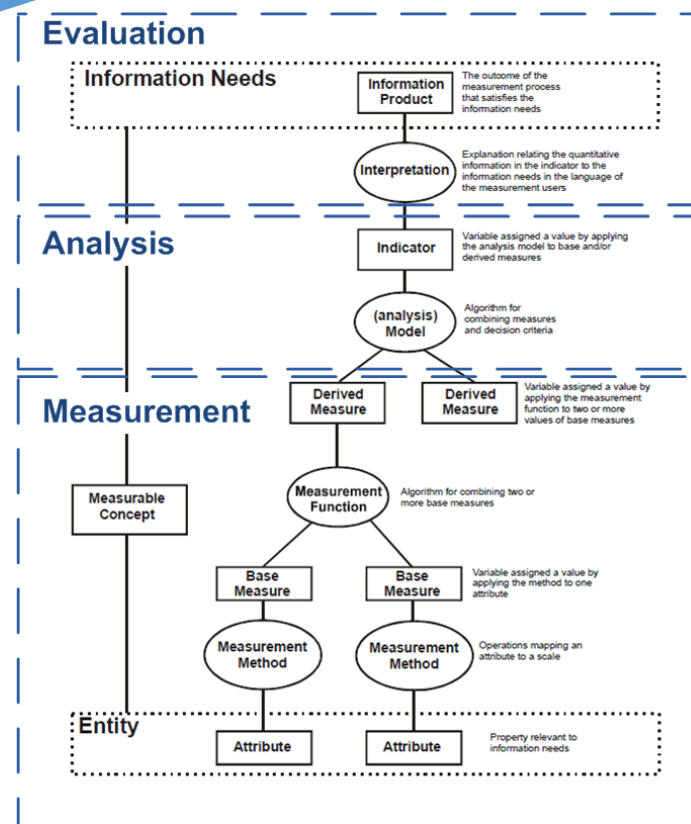 Evaluation
Information Needs
Information
Product
The outcome of the
measurement process
that satisfies the
information needs
Interpretation
Explanation relating the quantitative
information in the indicator to the
information needs in the language of
the measurement users
Analysis
Indicator
Variable assigned a value by applying
the analysis model to base and/or
derived measures
(analysis)
Model
Algorithm for
combining measures
and decision criteria
Measurement
Derived
Measure
Derived
Measure
Variable assigned a value by
applying the measurement
function to two or more
values of base measures
Measurable
Concept
Measurement
Function
Algorithm for combining two or
more base measures
Base
Measure
Base
Measure
Variable assigned a value by
applying the method to one
attribute
Measurement
Method
Measurement
Method
Operations mapping an
attribute to a scale
Entity
Attribute
Attribute
Property relevant to
information needs